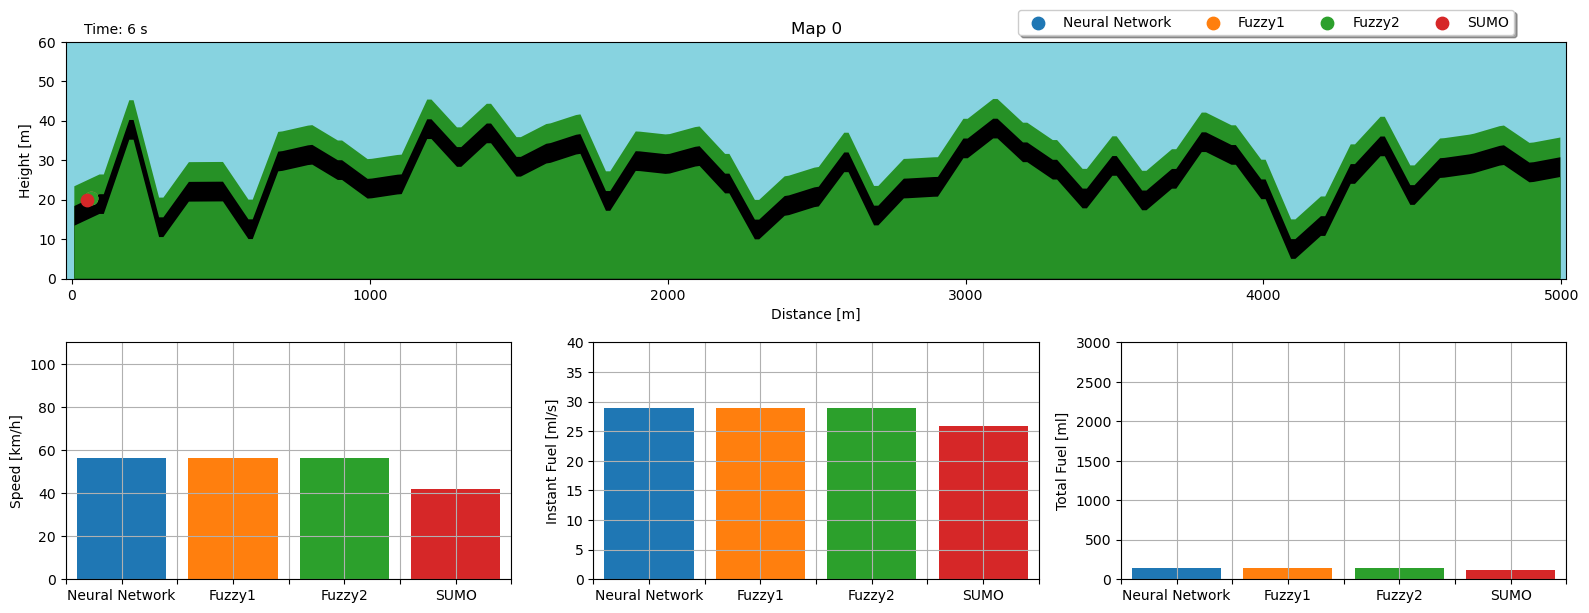 Time: 6 s
Map 0
Neural Network Fuzzy1 Fuzzy2 SUMO
Height [m]
60
50
40
30
20
10
0
0 1000 2000 3000 4000 5000
Distance [m]
Speed [km/h]
100
80
60
40
20
0
Neural Network Fuzzy1 Fuzzy2 SUMO
Instant Fuel [ml/s]
40
35
30
25
20
15
10
5
0
Neural Network Fuzzy1 Fuzzy2 SUMO
Total Fuel [ml]
3000
2500
2000
1500
1000
500
0
Neural Network Fuzzy1 Fuzzy2 SUMO